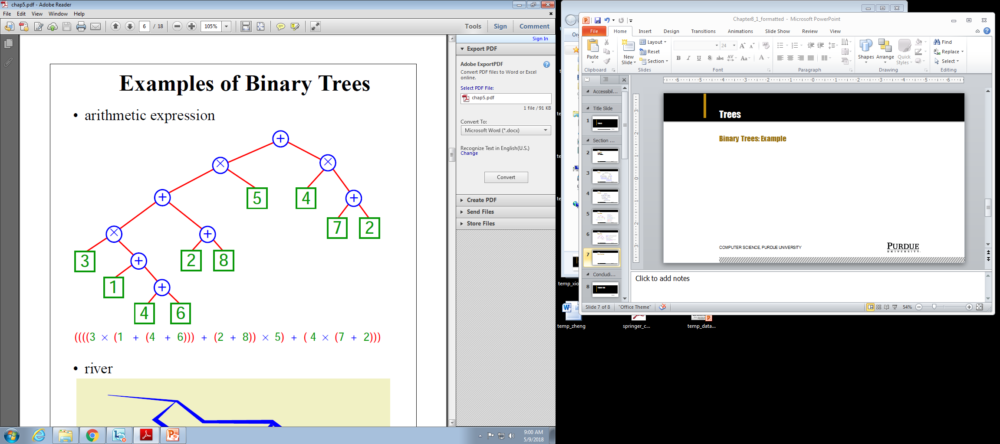 chap5.pdf - Adobe Reader
File Edit View Window Help
6 / 18 105% Tools Sign Comment
Sign In
Export PDF
Adobe ExportPDF
Convert PDF files to Word or Excel
online.
Select PDF File:
chap5.pdf
1 file / 91 KB
Convert To:
Microsoft Word (*.docx)
Recognize Text in English(U.S.)
Change
Convert
Create PDF
Send Files
Store Files
Examples of Binary Trees
• arithmetic expression
+
× ×
+ 5 4 +
7 2
× +
3 + 2 8
1 +
4 6
((((3 × (1 + (4 + 6))) + (2 + 8)) × 5) + ( 4 × (7 + 2)))
• river
9:00 AM
5/9/2018
Chapter8_1_formatted - Microsoft PowerPoint
File Home Insert Design Transitions Animations Slide Show Review View
Paste
Clipboard
New
Slide
Layout
Reset
Section
Slides
24
B I U S abc AV Aa A
Font
Paragraph
Shapes Arrange Quick
Styles
Drawing
Find
Replace
Select
Editing
Accessibil...
Title Slide
1
Section ...
2
3
4
5
6
7
Concludi...
8
Trees
Binary Trees: Example
COMPUTER SCIENCE, PURDUE UNIVERSITY
PURDUE
UNIVERSITY
Click to add notes
Slide 7 of 8 "Office Theme" 54%
temp_xio
temp_zheng
springer_c...
temp_data...